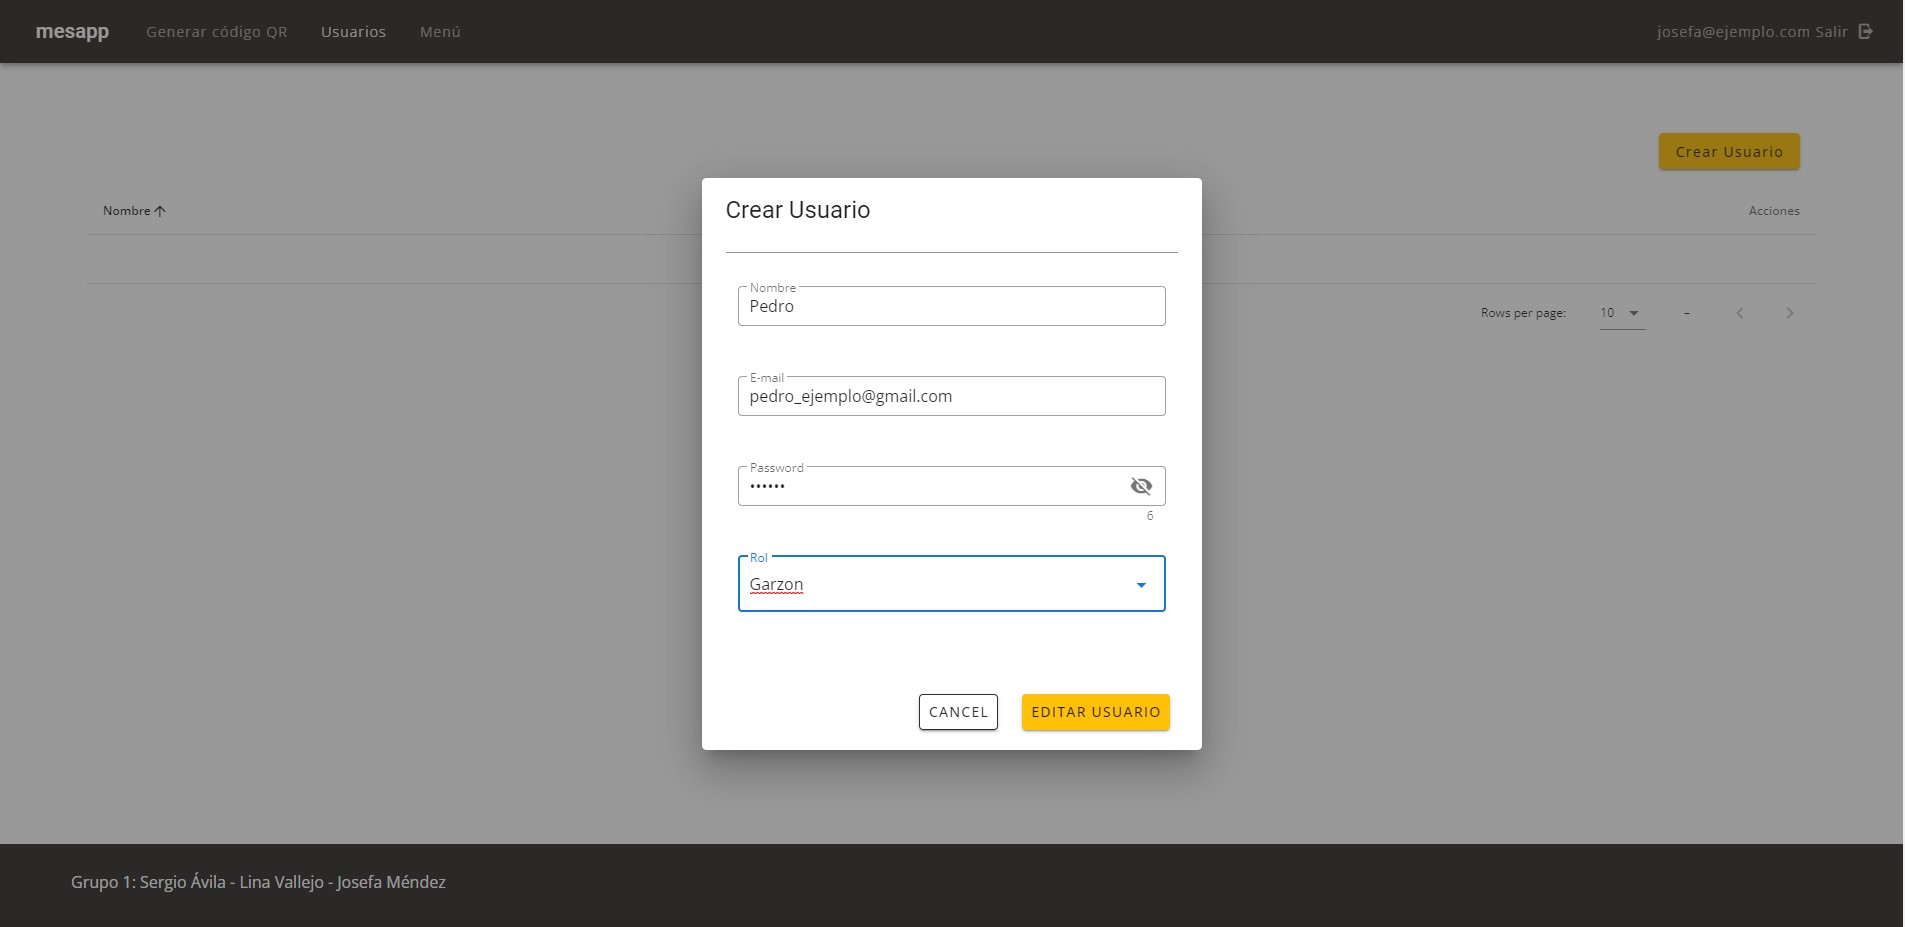 mesapp Generar código QR Usuarios Menú josefa@ejemplo.com Salir
Crear Usuario
Nombre Acciones
Rows per page: 10 –
Crear Usuario
Nombre
Pedro
E-mail
pedro_ejemplo@gmail.com
Password
••••••
6
Rol
Garzon
CANCEL EDITAR USUARIO
Grupo 1: Sergio Ávila - Lina Vallejo - Josefa Méndez